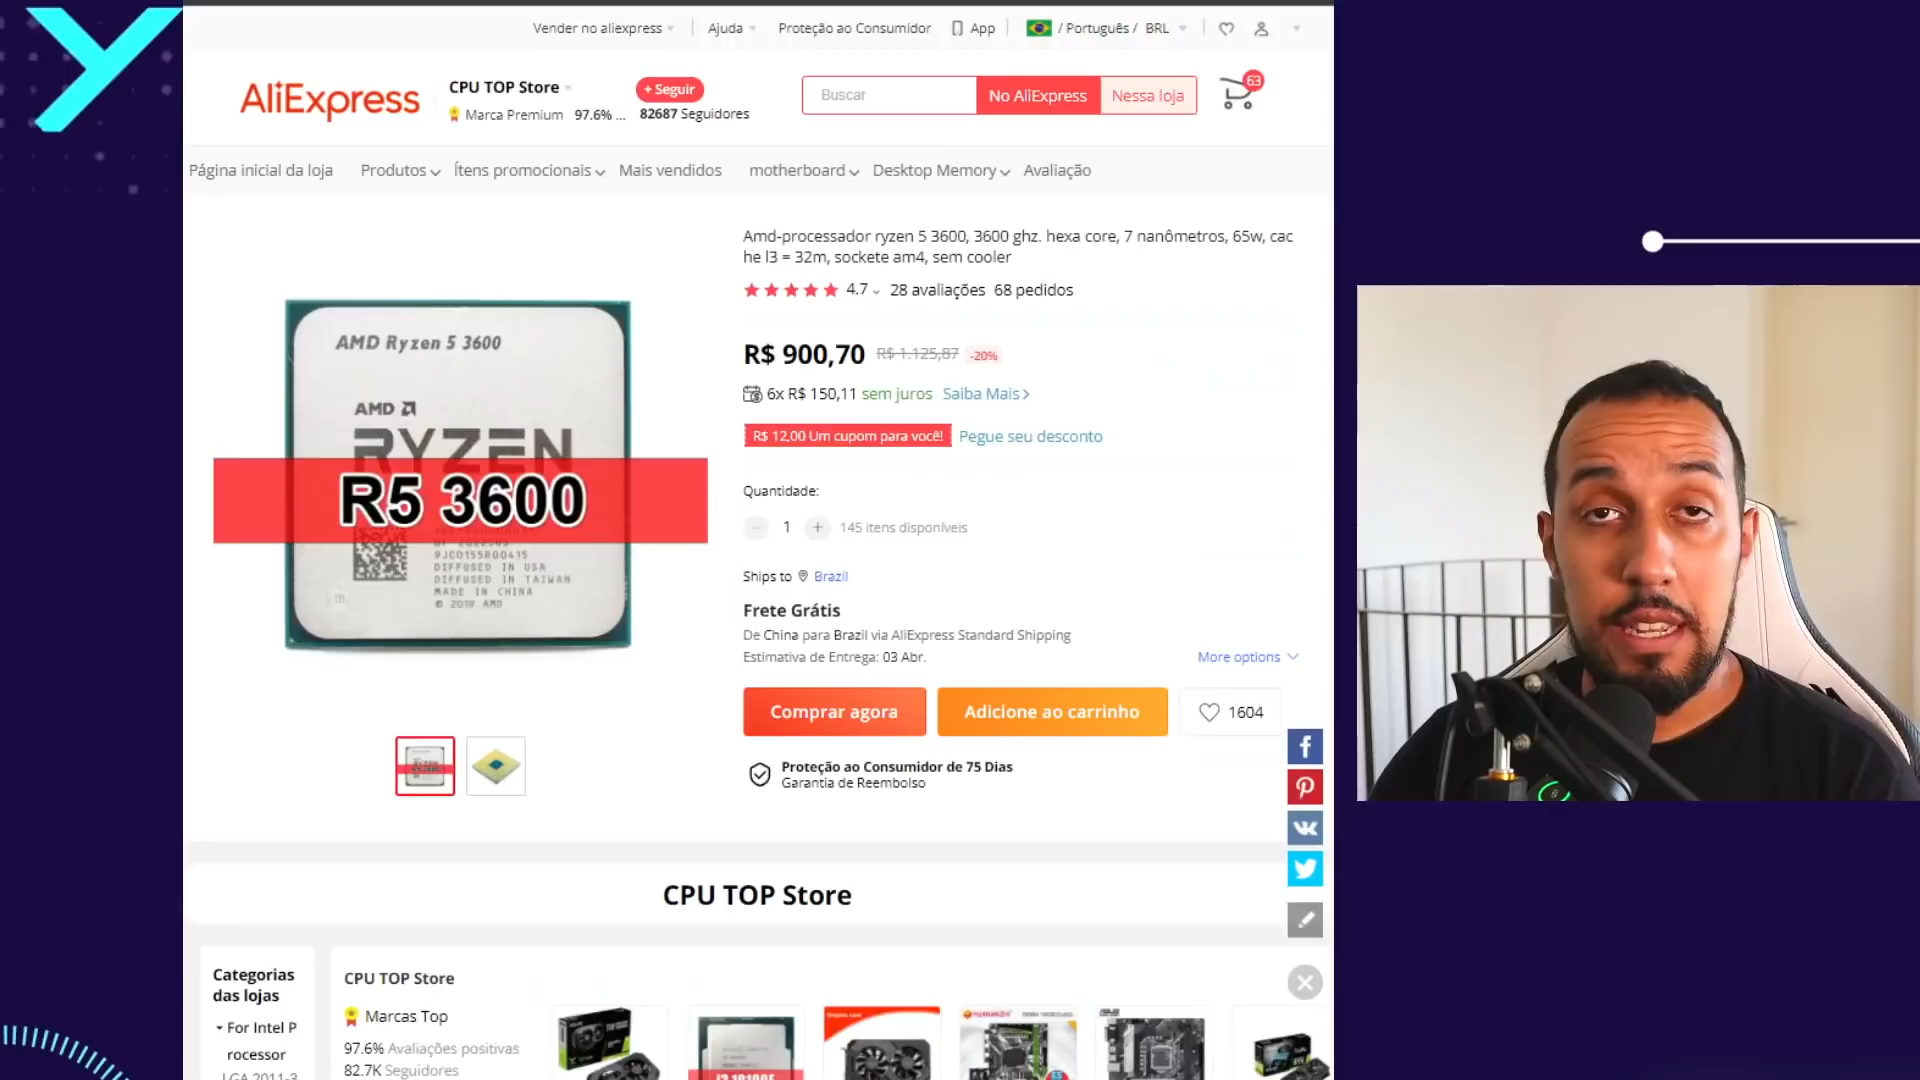 Vender no aliexpress
Ajuda
Proteção ao Consumidor
App
/ Português / BRL
AliExpress
CPU TOP Store
+ Seguir
Marca Premium 97.6% ...
82687 Seguidores
Buscar
No AliExpress
Nessa loja
63
Página inicial da loja
Produtos
Ítens promocionais
Mais vendidos
motherboard
Desktop Memory
Avaliação
Amd-processador ryzen 5 3600, 3600 ghz. hexa core, 7 nanômetros, 65w, cac
he l3 = 32m, sockete am4, sem cooler
4.7
28 avaliações 68 pedidos
R$ 900,70 R$ 1.125,87 -20%
6x R$ 150,11 sem juros Saiba Mais
R$ 12,00 Um cupom para você! Pegue seu desconto
Quantidade:
− 1 + 145 itens disponíveis
Ships to Brazil
Frete Grátis
De China para Brazil via AliExpress Standard Shipping
Estimativa de Entrega: 03 Abr.
More options
Comprar agora
Adicione ao carrinho
1604
Proteção ao Consumidor de 75 Dias
Garantia de Reembolso
AMD Ryzen 5 3600
AMD
RYZEN
R5 3600
9JC0155R00415
DIFFUSED IN USA
DIFFUSED IN TAIWAN
MADE IN CHINA
© 2019 AMD
CPU TOP Store
Categorias
das lojas
For Intel P
rocessor
LGA 2011-3
CPU TOP Store
Marcas Top
97.6% Avaliações positivas
82.7K Seguidores